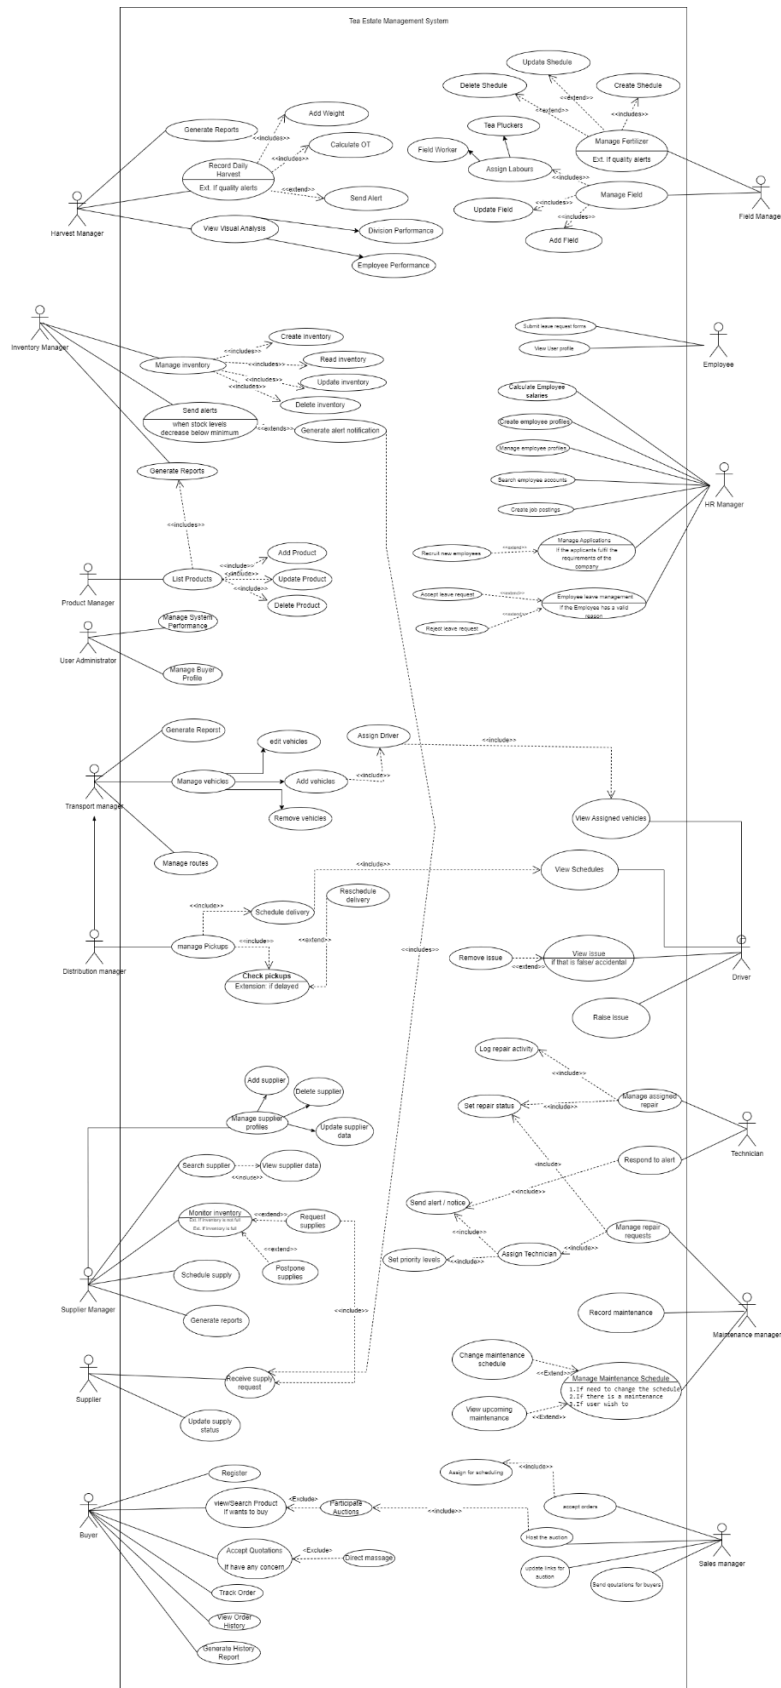 Tea Estate Management System
Update Shedule
Delete Shedule
Create Shedule
<<extend>>
<<extend>>
<<includes>>
Add Weight
Generate Reports
<<includes>>
Tea Pluckers
Manage Fertilizer
Ext. If quality alerts
Calculate OT
Field Worker
Record Daily
Harvest
<<includes>>
Assign Labours
<<includes>>
Ext. If quality alerts
<<extend>>
Send Alert
Manage Field
Harvest Manager
Field Manager
Update Field
<<includes>>
<<includes>>
View Visual Analysis
Division Performance
Add Field
Employee Performance
Submit leave request forms
Create inventory
Inventory Manager
View User profile
Employee
<<includes>>
Manage inventory
<<includes>>
Read inventory
<<includes>>
Update inventory
<<includes>>
Delete inventory
Calculate Employee
salaries
Send alerts
when stock levels
decrease below minimum
<<extends>>
Generate alert notification
Create employee profiles
Manage employee profiles
Generate Reports
Search employee accounts
HR Manager
Create job postings
<<includes>>
Manage Applications
If the applicants fulfil the
requirements of the
company
Recruit new employees
<<extend>>
Add Product
<<includes>>
List Products
<<includes>>
Update Product
<<includes>>
Delete Product
Product Manager
Accept leave request
<<extend>>
Employee leave management
if the Employee has a valid
reason
<<extend>>
Reject leave request
Manage System
Performance
User Administrator
Manage Buyer
Profile
Generate Reporst
edit vehicles
Assign Driver
<<include>>
Manage vehicles
Add vehicles
<<include>>
Transport manager
Remove vehicles
View Assigned vehicles
Manage routes
<<include>>
View Schedules
Reschedule
delivery
<<include>>
Schedule delivery
manage Pickups
<<include>>
<<extend>>
Distribution manager
<<includes>>
Check pickups
Extension: if delayed
Remove issue
<<extend>>
View issue
if that is false/ accidental
Driver
Raise issue
Log repair activity
Add supplier
Delete supplier
<<include>>
Manage assigned
repair
Manage supplier
profiles
Set repair status
<<include>>
Update supplier
data
Technician
Search supplier
View supplier data
<<inlute>>
<include>
Respond to alert
Monitor inventory
Ext. If Inventory is not full
Ext. if inventory is full
<<extend>>
Request
supplies
Send alert / notice
<<include>>
<<extend>>
<<include>>
Manage repair
requests
Postpone
supplies
Set priority levels
<<include>>
Assign Technician
<<include>>
Schedule supply
Supplier Manager
Generate reports
<<include>>
Record maintenance
Maintenance manager
Change maintenance
schedule
<<Extend>>
Manage Maintenance Schedule
1.If need to change the schedule
2.If there is a maintenance
3.If user wish to
Receive supply
request
Supplier
View upcoming
maintenance
<<Extend>>
Update supply
status
Register
Assign for scheduling
<<include>>
accept orders
view/Search Product
If wants to buy
<Exclude>
Participate
Auctions
<<include>>
Host the auction
Buyer
Sales manager
Accept Quotations
If have any concern
<<Exclude>
Direct massage
update links for
auction
Send qoutations for buyers
Track Order
View Order
History
Generate History
Report